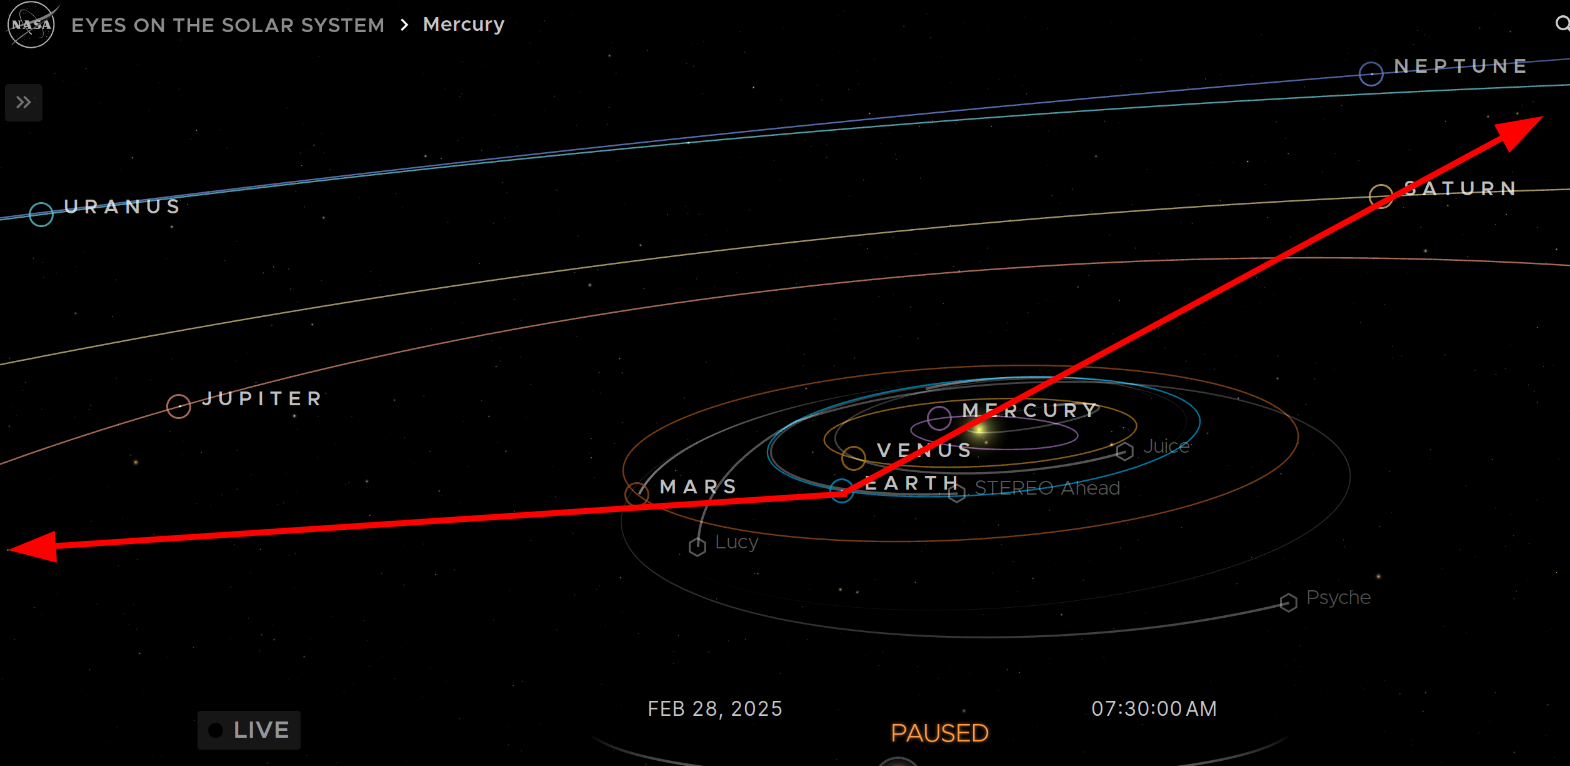 NASA
EYES ON THE SOLAR SYSTEM > Mercury
NEPTUNE
SATURN
URANUS
JUPITER
MERCURY
VENUS
Juice
MARS
EARTH
STEREO Ahead
Lucy
Psyche
FEB 28, 2025
07:30:00 AM
LIVE
PAUSED